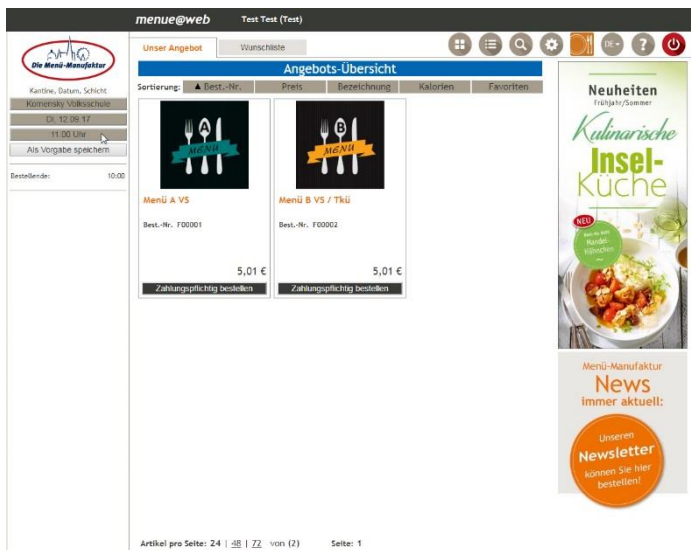 menue@web Test Test (Test)
Die Menü-Manufaktur
Kantine, Datum, Schicht
Komensky Volksschule
Di, 12.09.17
11:00 Uhr
Als Vorgabe speichern
Bestellende: 10:00
Unser Angebot Wunschliste
DE
?
Angebots-Übersicht
Sortierung: ▲ Best.-Nr. Preis Bezeichnung Kalorien Favoriten
A
MENÜ
Menü A VS
Best.-Nr. F00001
5,01 €
Zahlungspflichtig bestellen
B
MENÜ
Menü B VS / Tkü
Best.-Nr. F00002
5,01 €
Zahlungspflichtig bestellen
Artikel pro Seite: 24 | 48 | 72 von (2) Seite: 1
Neuheiten
Frühjahr/Sommer
Kulinarische
Insel-
Küche
NEU
Mandel-
Hähnchen
Menü-Manufaktur
News
immer aktuell:
Unseren
Newsletter
können Sie hier
bestellen!